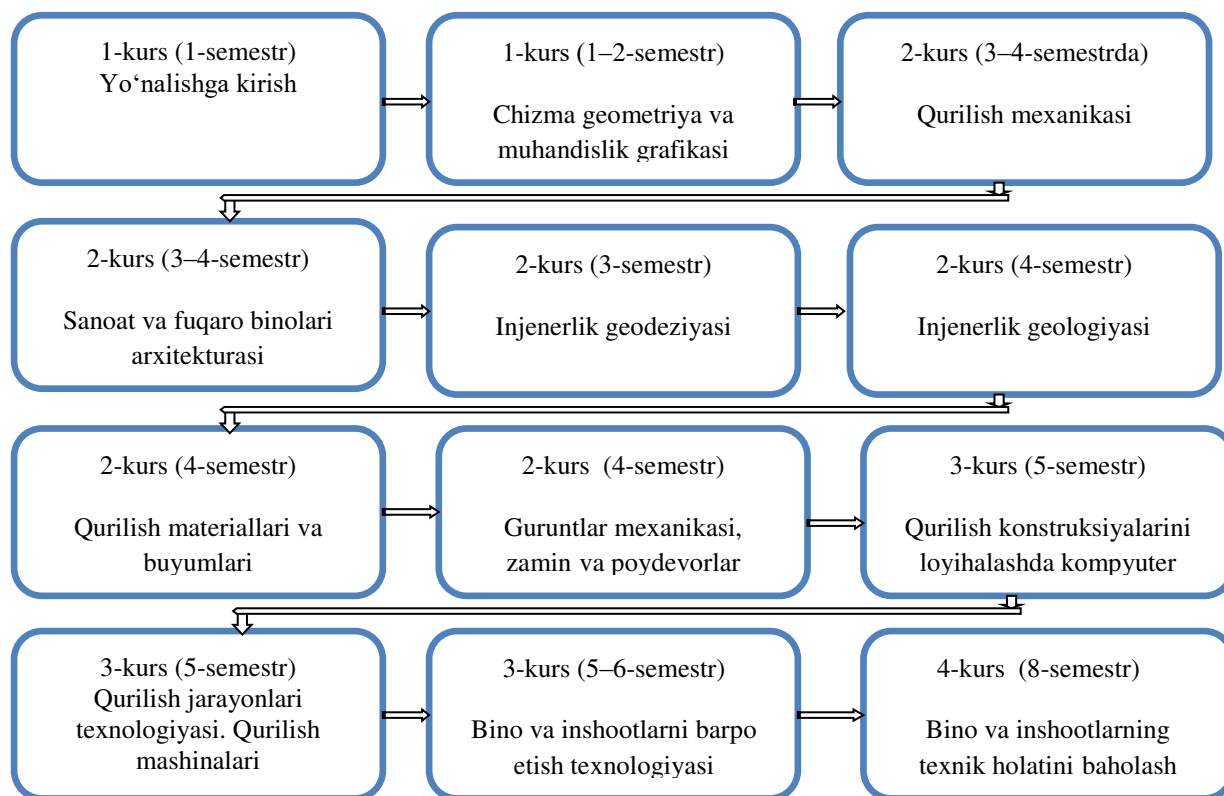 1-kurs (1-semestr)
Yo‘nalishga kirish
1-kurs (1–2-semestr)
Chizma geometriya va
muhandislik grafikasi
2-kurs (3–4-semestrda)
Qurilish mexanikasi
2-kurs (3–4-semestr)
Sanoat va fuqaro binolari
arxitekturasi
2-kurs (3-semestr)
Injenerlik geodeziyasi
2-kurs (4-semestr)
Injenerlik geologiyasi
2-kurs (4-semestr)
Qurilish materiallari va
buyumlari
2-kurs (4-semestr)
Guruntlar mexanikasi,
zamin va poydevorlar
3-kurs (5-semestr)
Qurilish konstruksiyalarini
loyihalashda kompyuter
3-kurs (5-semestr)
Qurilish jarayonlari
texnologiyasi. Qurilish
mashinalari
3-kurs (5–6-semestr)
Bino va inshootlarni barpo
etish texnologiyasi
4-kurs (8-semestr)
Bino va inshootlarning
texnik holatini baholash